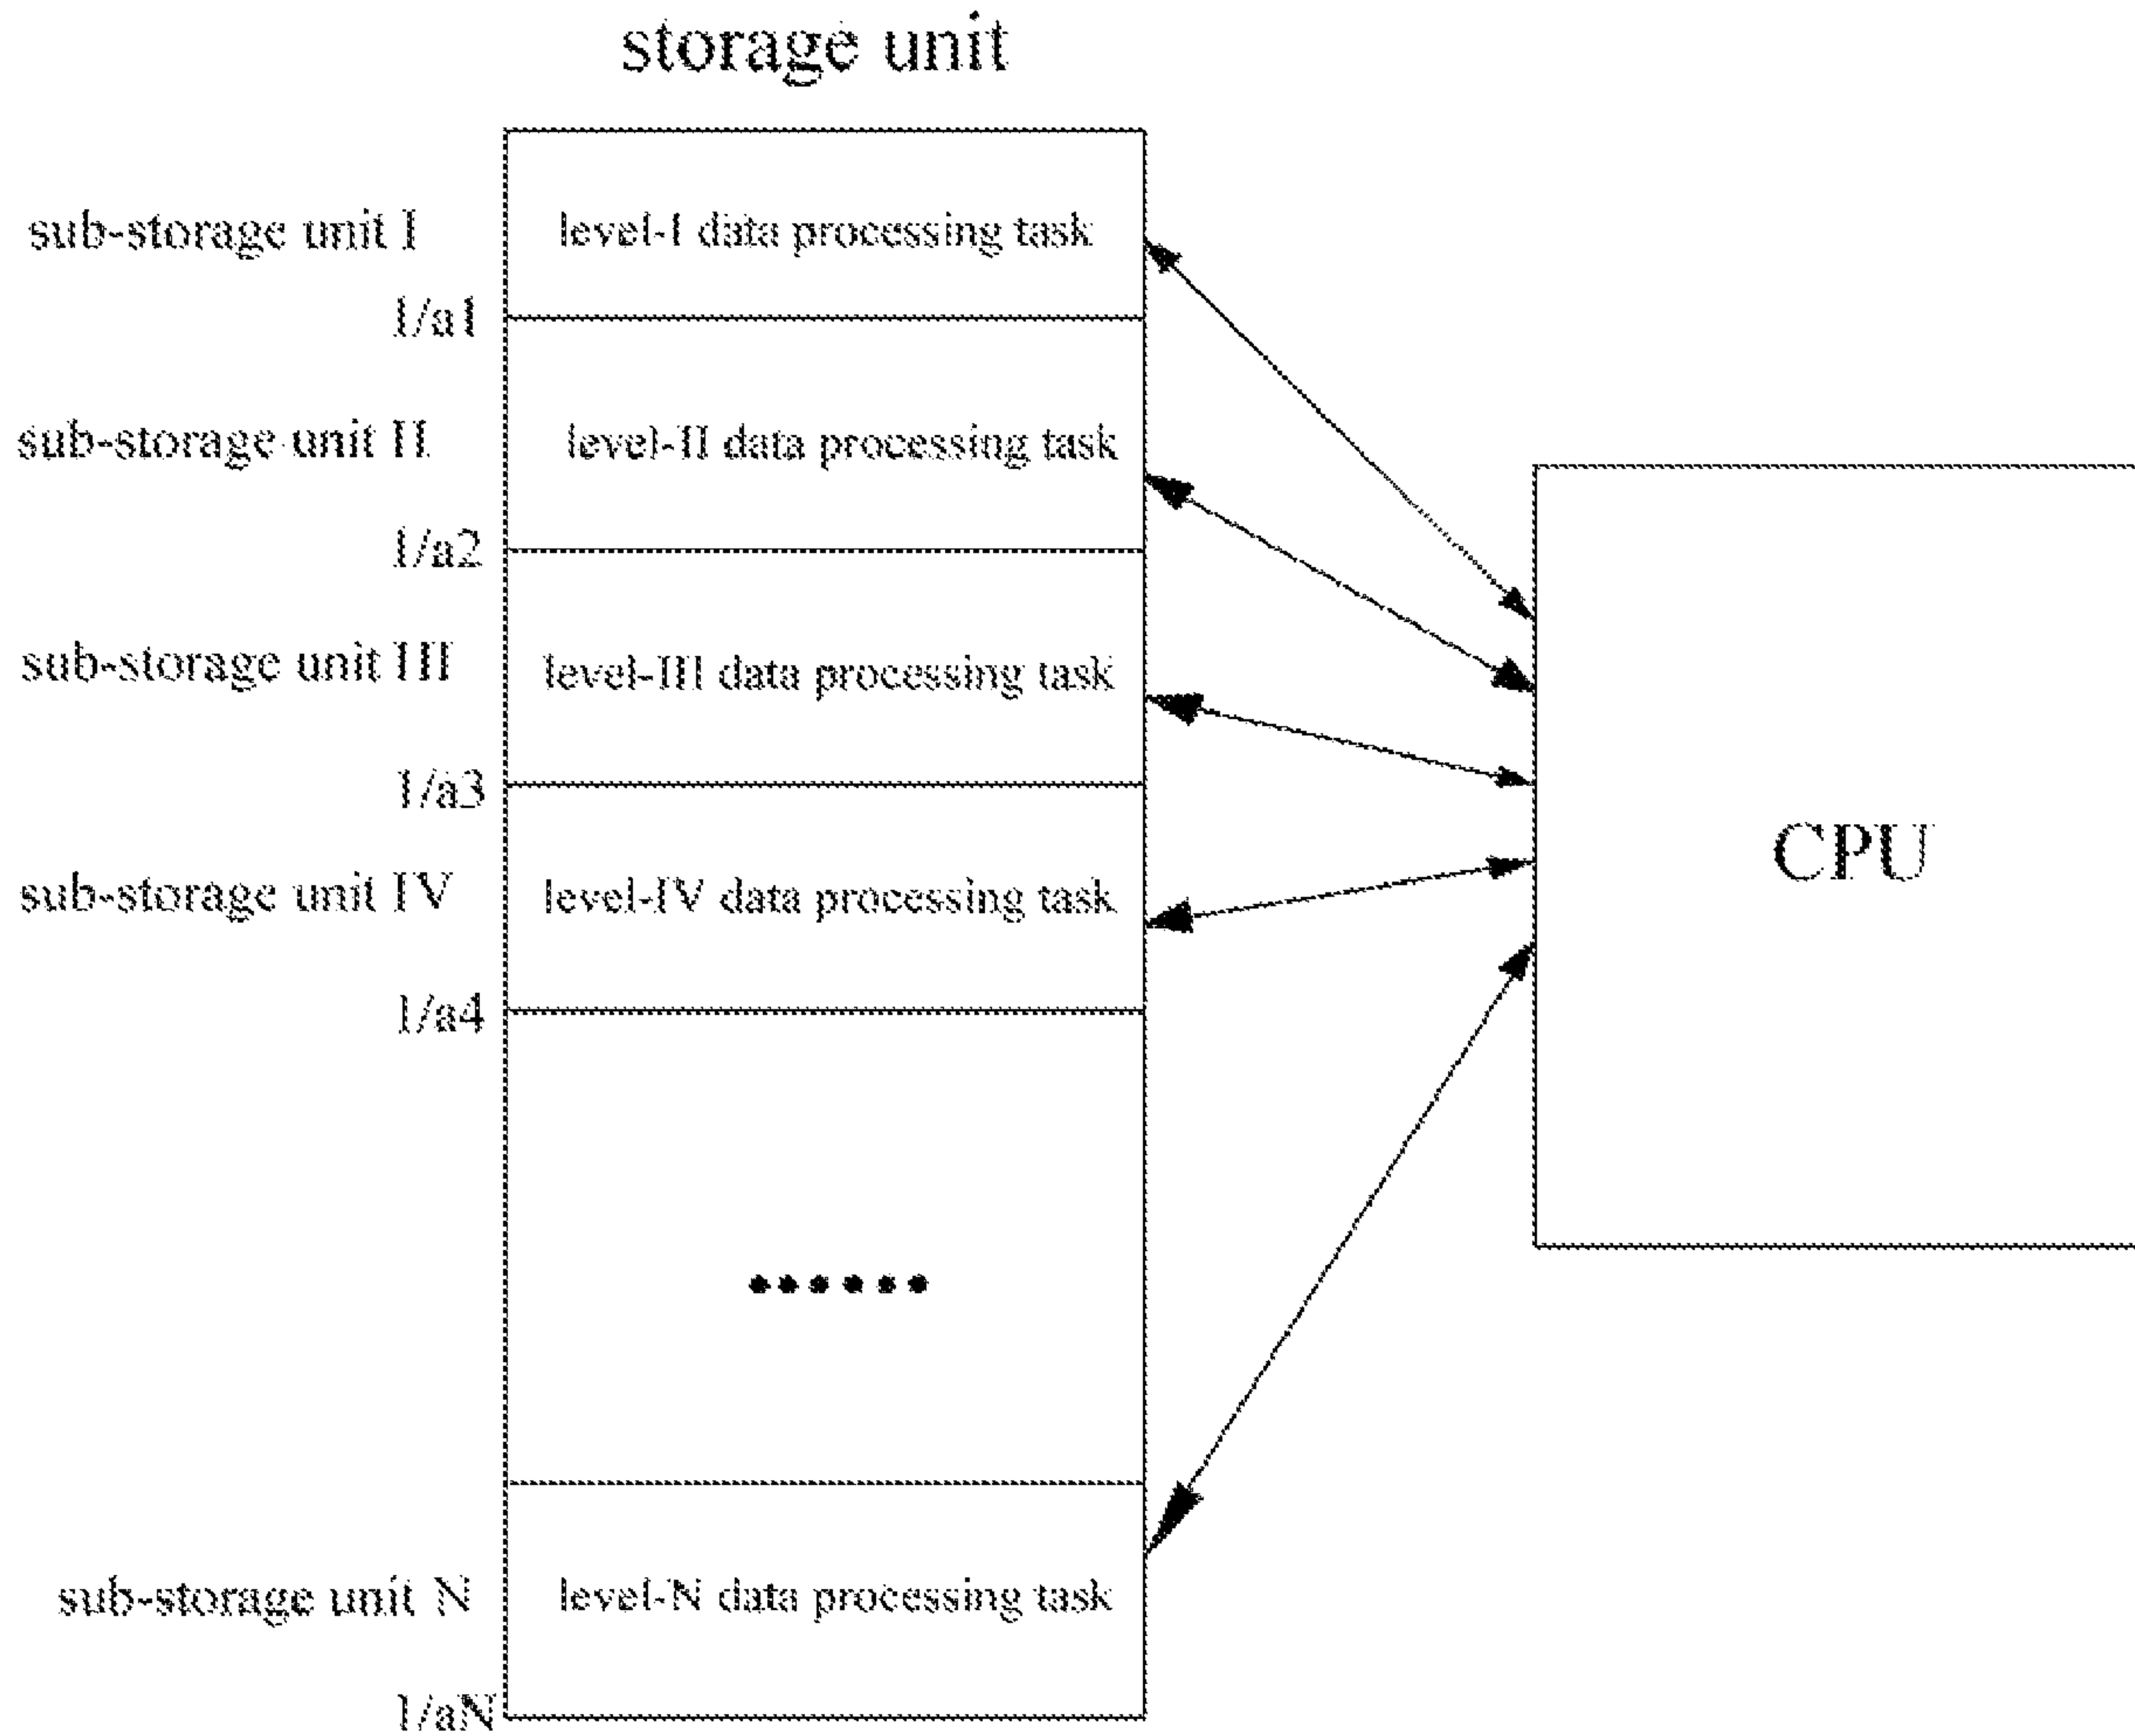 storage unit
sub-storage unit I
level-I data processing task
1/a1
sub-storage unit II
level-II data processing task
1/a2
sub-storage unit III
level-III data processing task
1/a3
CPU
sub-storage unit IV
level-IV data processing task
1/a4
••••••
sub-storage unit N
level-N data processing task
1/aN